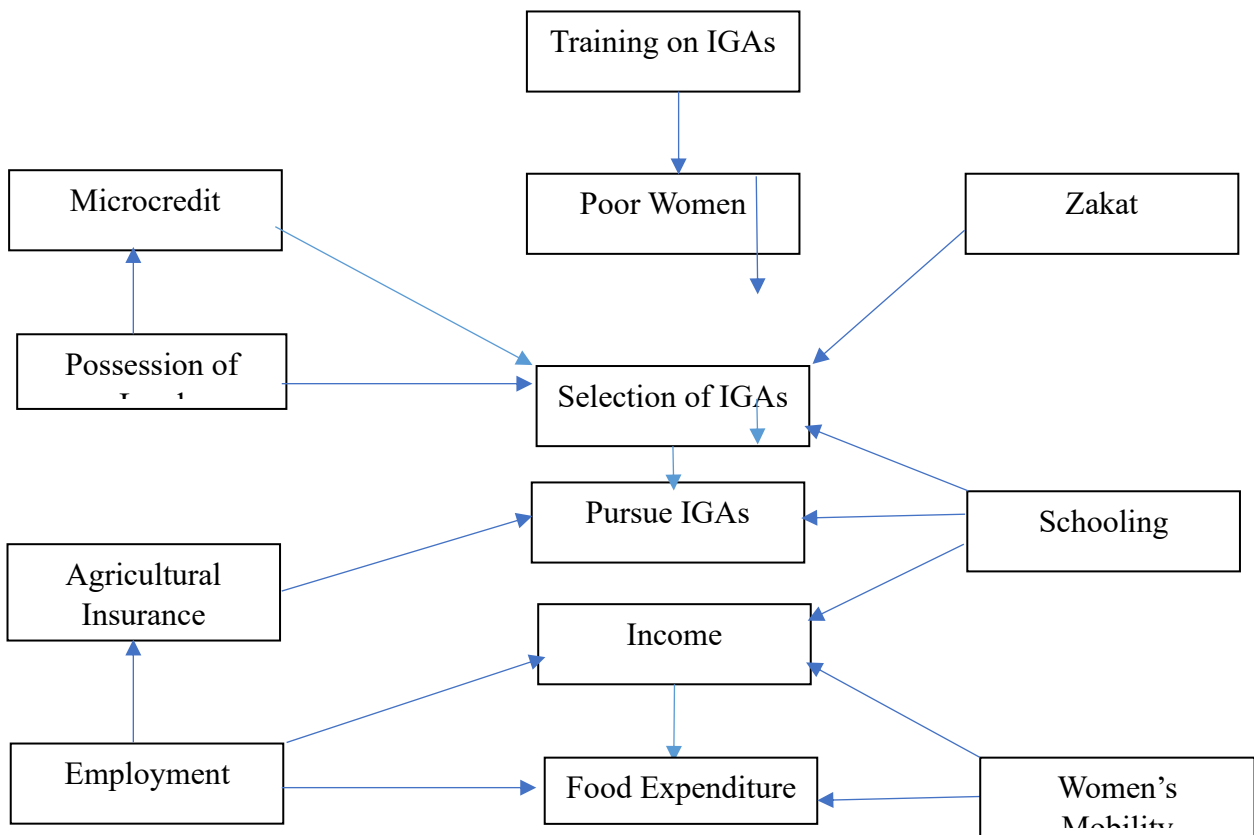 Training on IGAs
Microcredit
Poor Women
Zakat
Possession of
Selection of IGAs
Pursue IGAs
Schooling
Agricultural
Insurance
Income
Employment
Food Expenditure
Women’s
Mobility